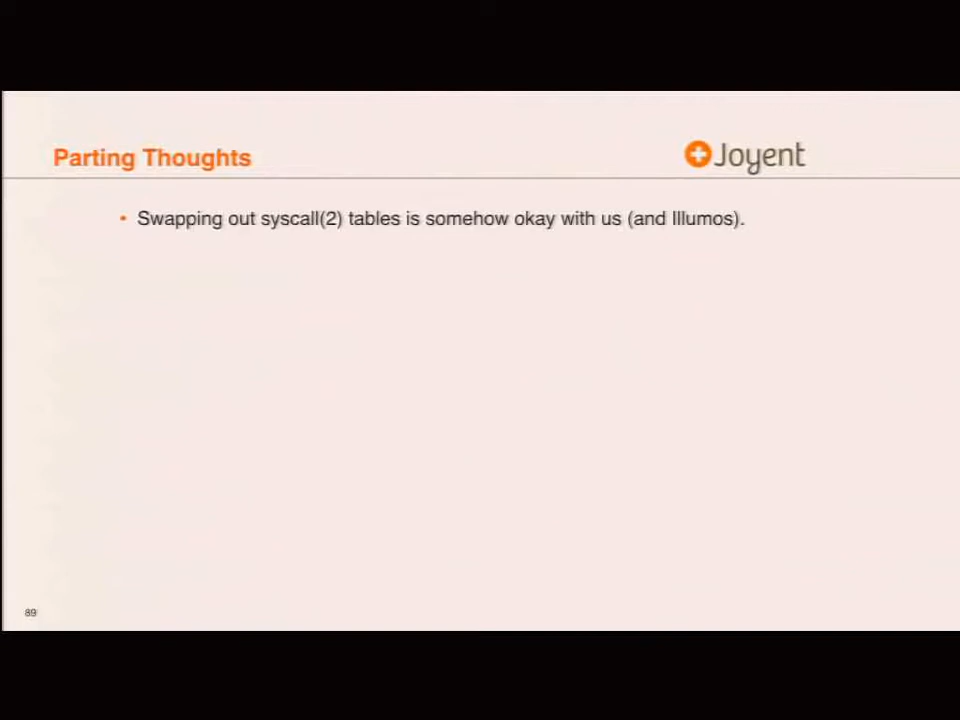 Parting Thoughts
Joyent
• Swapping out syscall(2) tables is somehow okay with us (and Illumos).
89